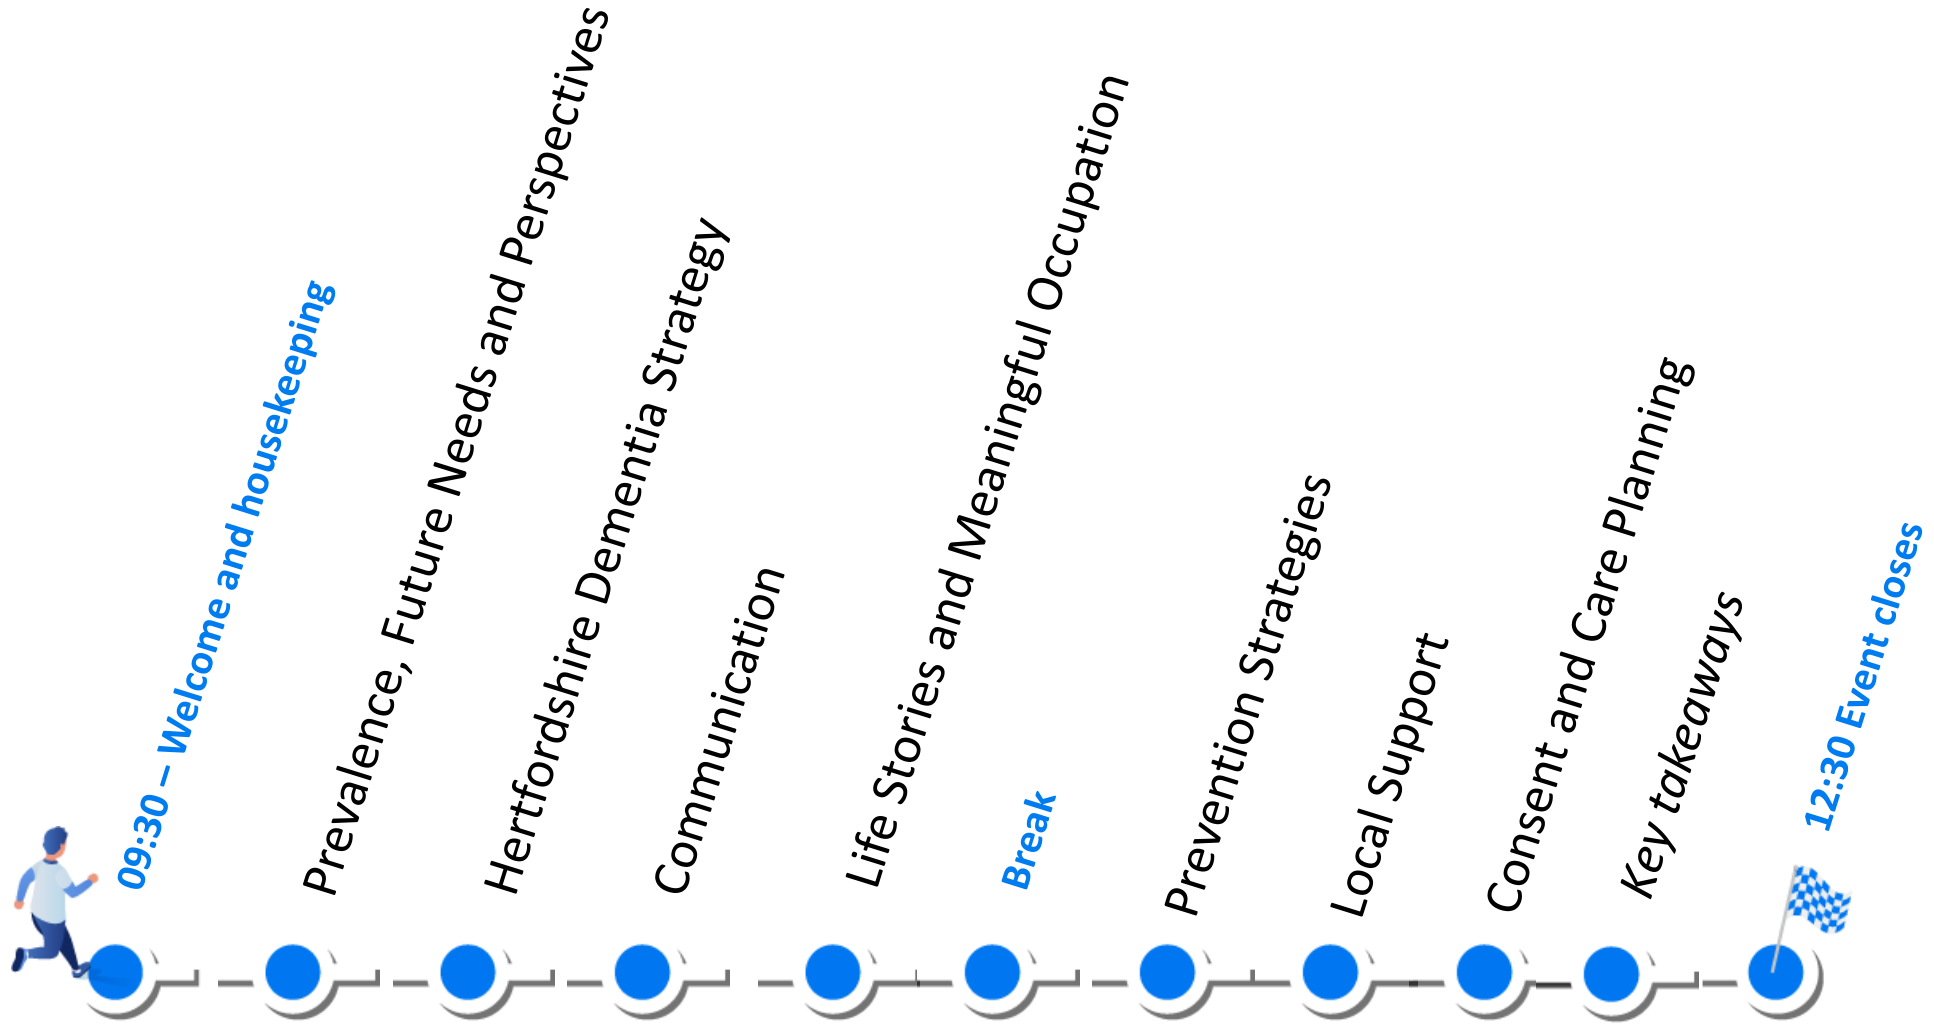 09:30 – Welcome and housekeeping
Prevalence, Future Needs and Perspectives
Hertfordshire Dementia Strategy
Communication
Life Stories and Meaningful Occupation
Break
Prevention Strategies
Local Support
Consent and Care Planning
Key takeaways
12:30 Event closes